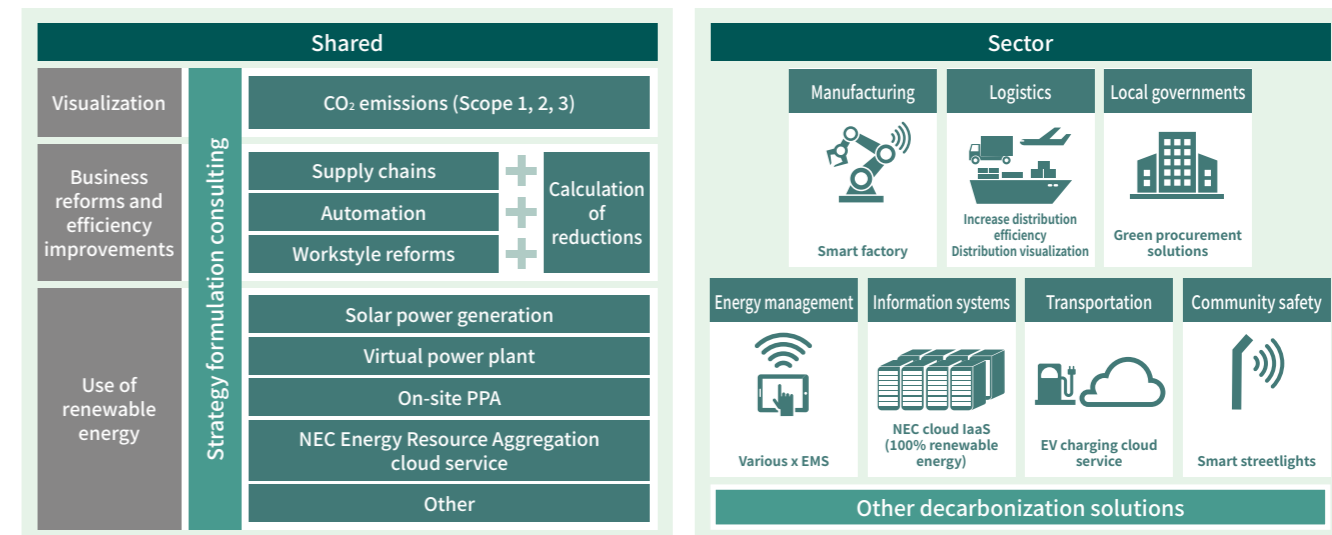 Shared
Visualization
Strategy formulation consulting
CO₂ emissions (Scope 1, 2, 3)
Business
reforms and
efficiency
improvements
Supply chains
Automation
Workstyle reforms
Calculation
of
reductions
Use of
renewable
energy
Solar power generation
Virtual power plant
On-site PPA
NEC Energy Resource Aggregation
cloud service
Other
Sector
Manufacturing
Smart factory
Logistics
Increase distribution
efficiency
Distribution visualization
Local governments
Green procurement
solutions
Energy management
Various x EMS
Information systems
NEC cloud IaaS
(100% renewable
energy)
Transportation
EV charging cloud
service
Community safety
Smart streetlights
Other decarbonization solutions